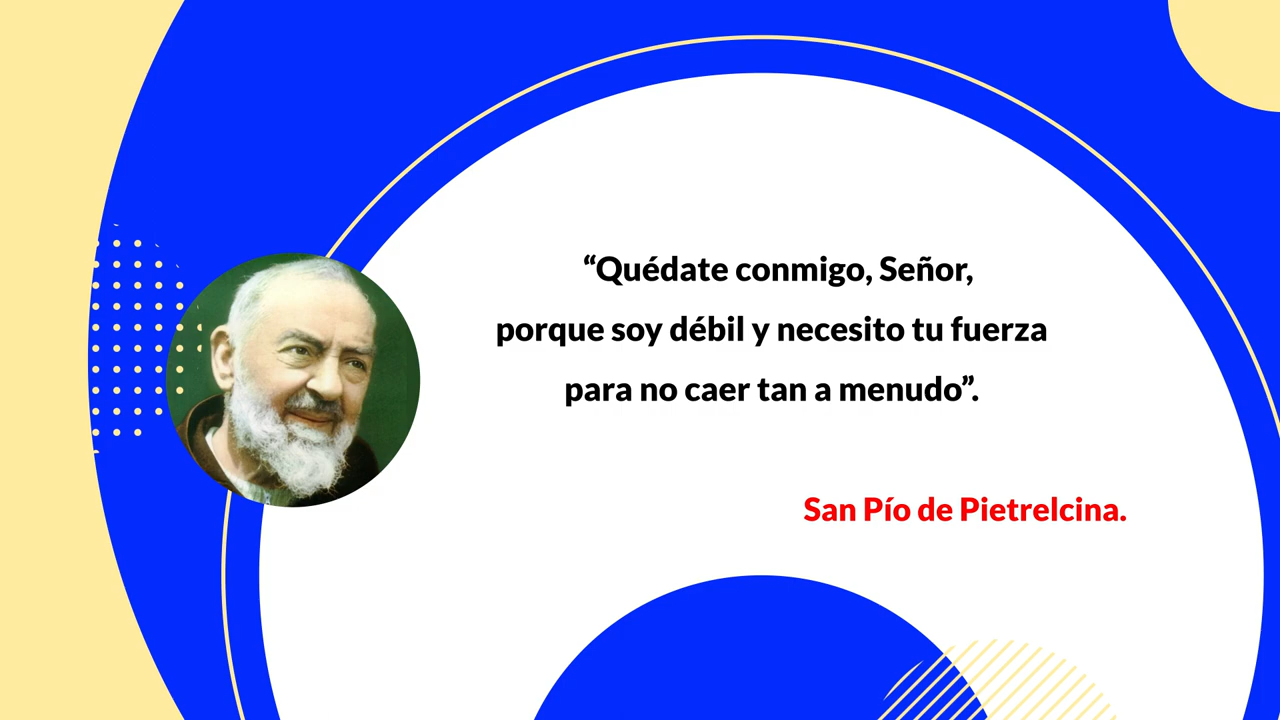 “Quédate conmigo, Señor,
porque soy débil y necesito tu fuerza
para no caer tan a menudo”.
San Pío de Pietrelcina.